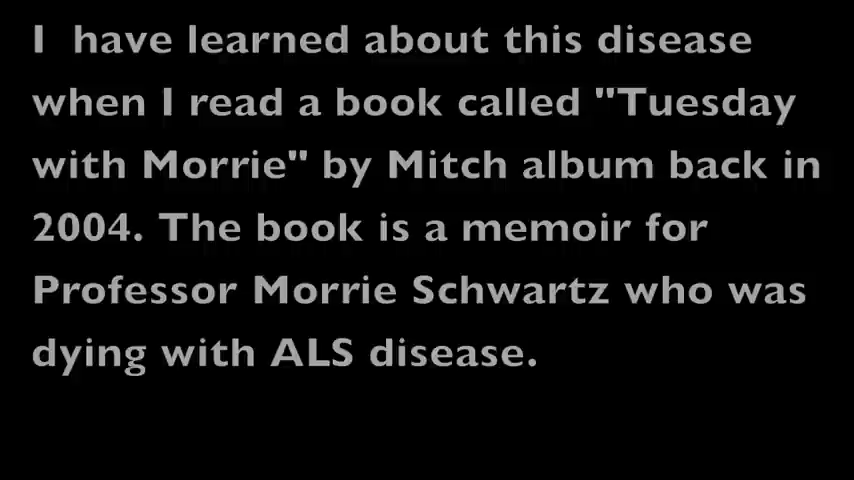 I  have learned about this disease
when I read a book called "Tuesday
with Morrie" by Mitch album back in
2004. The book is a memoir for
Professor Morrie Schwartz who was
dying with ALS disease.